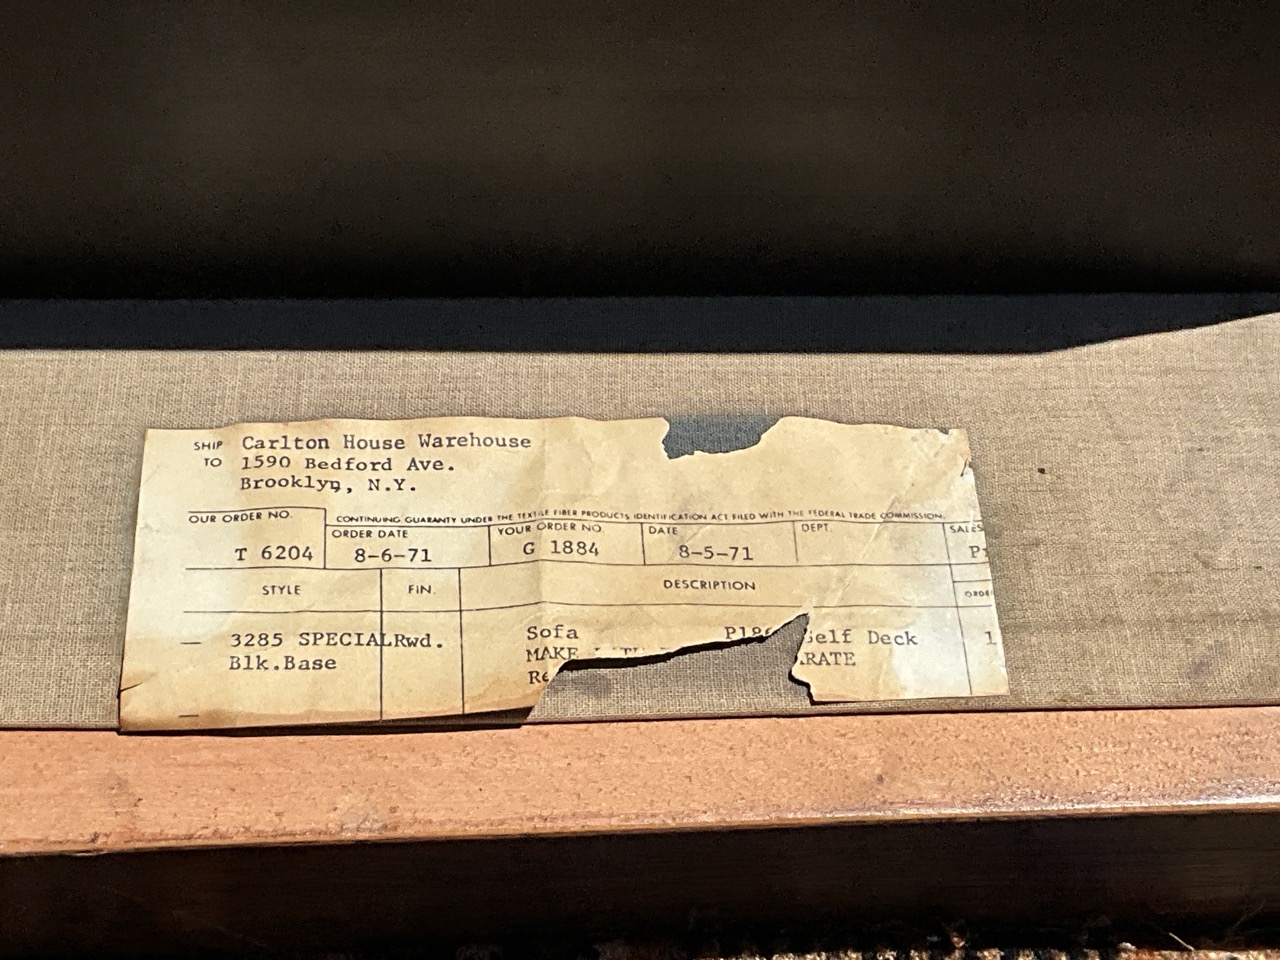 SHIP Carlton House Warehouse
TO 1590 Bedford Ave.
Brooklyn, N.Y.
OUR ORDER NO. CONTINUING GUARANTY UNDER THE TEXTILE FIBER PRODUCTS IDENTIFICATION ACT FILED WITH THE FEDERAL TRADE COMMISSION.
ORDER DATE YOUR ORDER NO. DATE DEPT. SALES
T 6204 8-6-71 G 1884 8-5-71
STYLE FIN. DESCRIPTION
— 3285 SPECIAL Rwd. Sofa Self Deck 1
Blk.Base MAKE
—